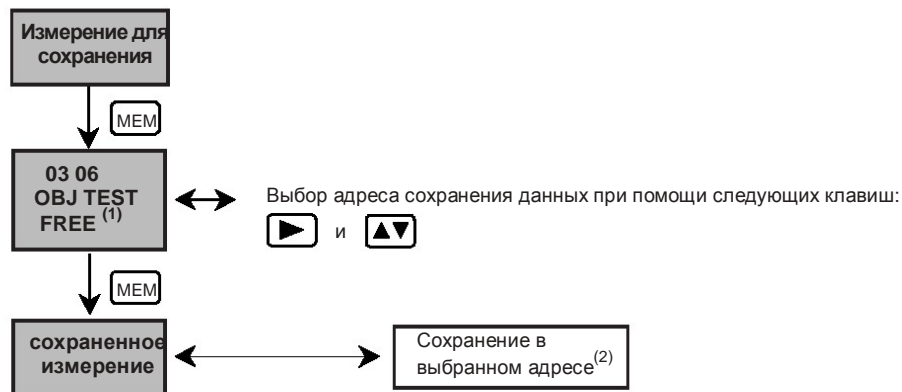 Измерение для
сохранения
MEM
03 06
OBJ TEST
FREE (1)
Выбор адреса сохранения данных при помощи следующих клавиш:
и
MEM
сохраненное
измерение
Сохранение в
выбранном адресе(2)